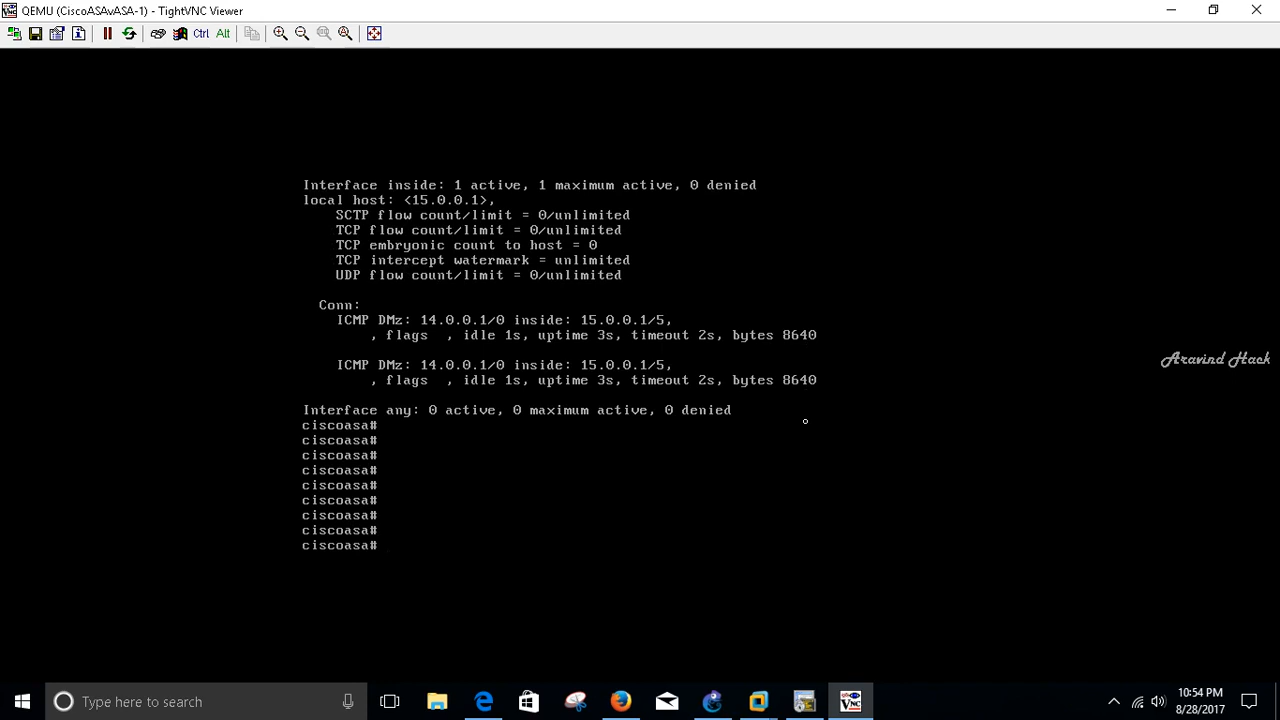 QEMU (CiscoASAvASA-1) - TightVNC Viewer
Ctrl Alt
Interface inside: 1 active, 1 maximum active, 0 denied
local host: <15.0.0.1>,
SCTP flow count/limit = 0/unlimited
TCP flow count/limit = 0/unlimited
TCP embryonic count to host = 0
TCP intercept watermark = unlimited
UDP flow count/limit = 0/unlimited
Conn:
ICMP DMz: 14.0.0.1/0 inside: 15.0.0.1/5,
, flags , idle 1s, uptime 3s, timeout 2s, bytes 8640
ICMP DMz: 14.0.0.1/0 inside: 15.0.0.1/5,
, flags , idle 1s, uptime 3s, timeout 2s, bytes 8640
Interface any: 0 active, 0 maximum active, 0 denied
ciscoasa#
ciscoasa#
ciscoasa#
ciscoasa#
ciscoasa#
ciscoasa#
ciscoasa#
ciscoasa#
ciscoasa#
Aravind Hack
Type here to search
10:54 PM
8/28/2017